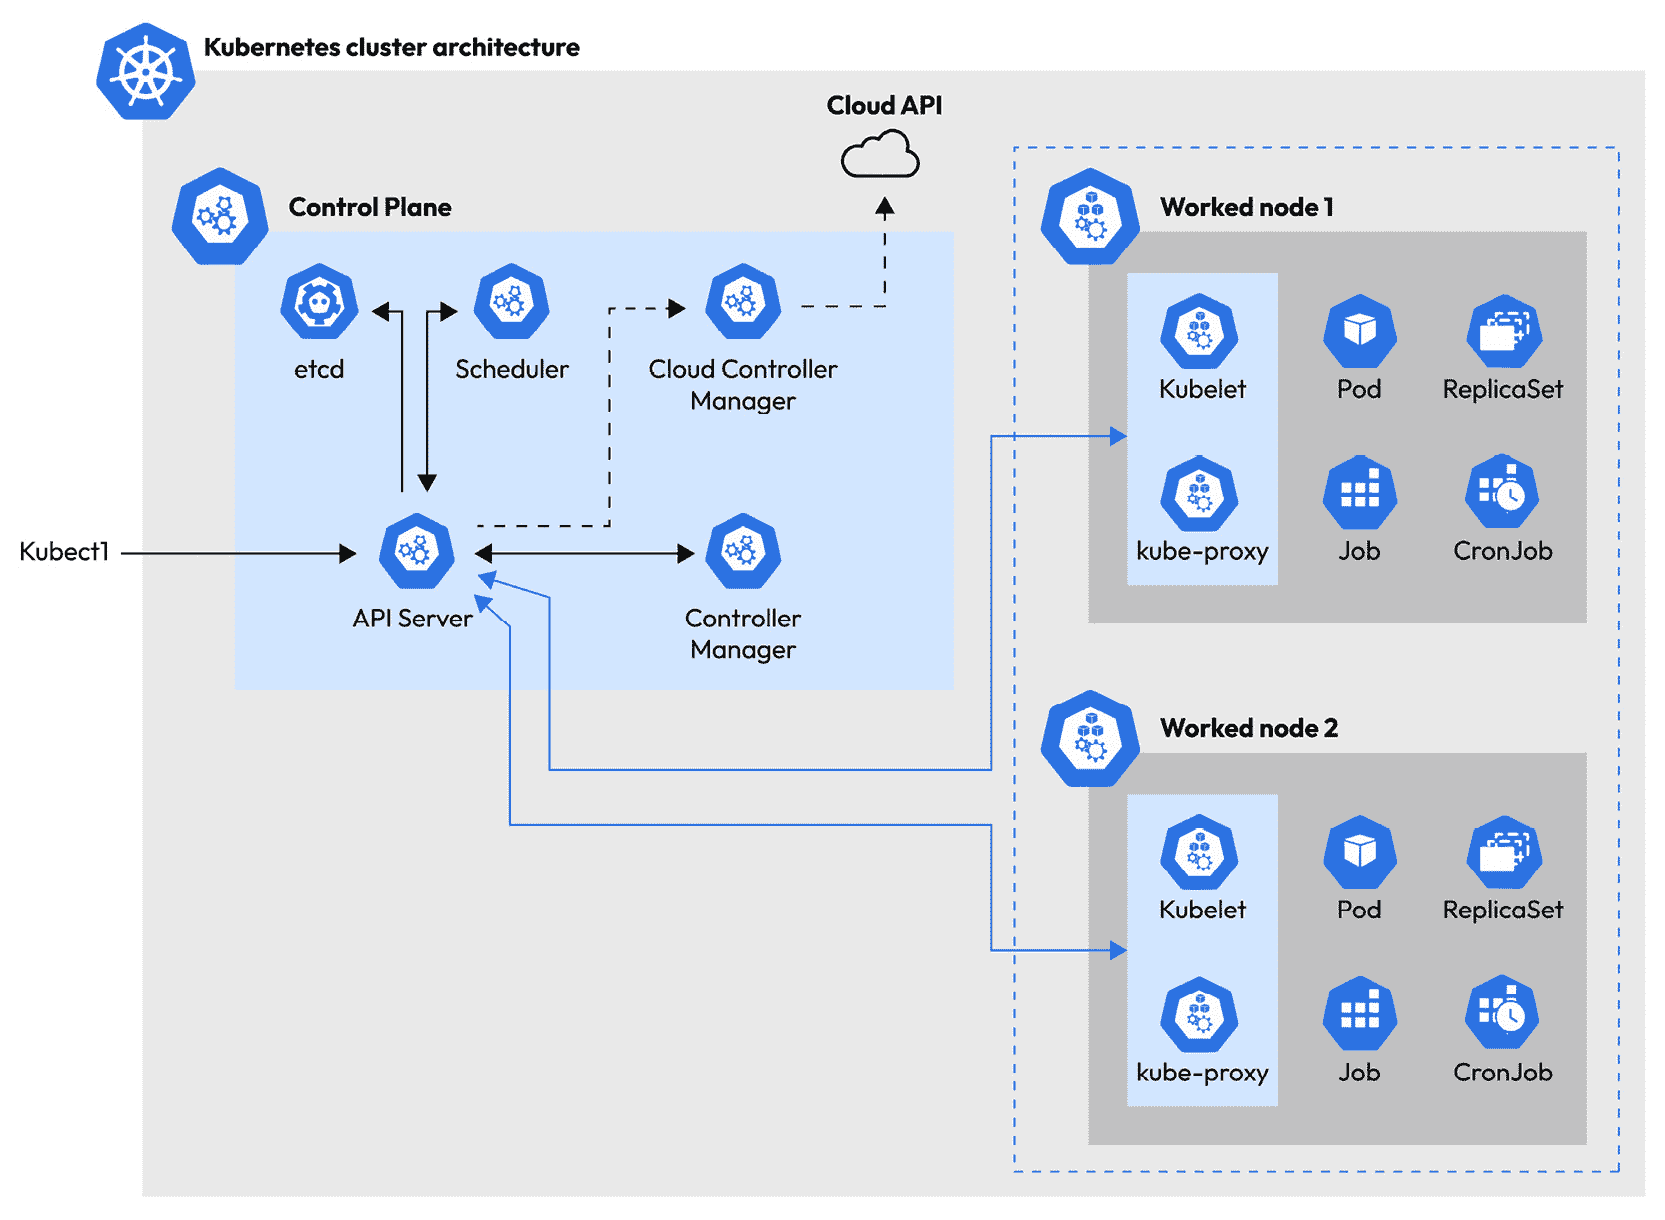 Kubernetes cluster architecture
Cloud API
Control Plane
etcd
Scheduler
Cloud Controller
Manager
Kubect1
API Server
Controller
Manager
Worked node 1
Kubelet
Pod
ReplicaSet
kube-proxy
Job
CronJob
Worked node 2
Kubelet
Pod
ReplicaSet
kube-proxy
Job
CronJob